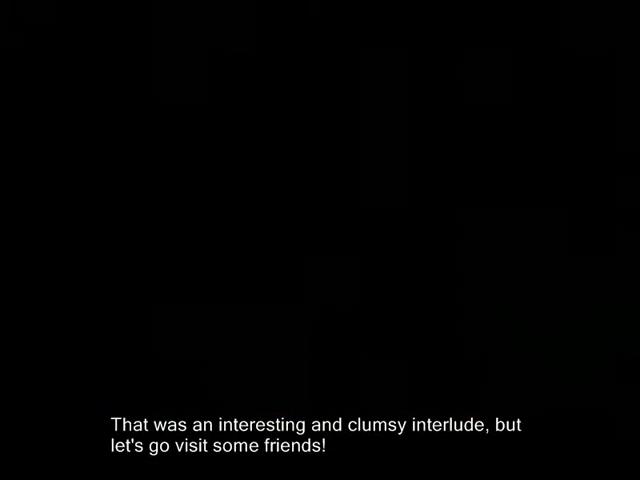 That was an interesting and clumsy interlude, but
let's go visit some friends!